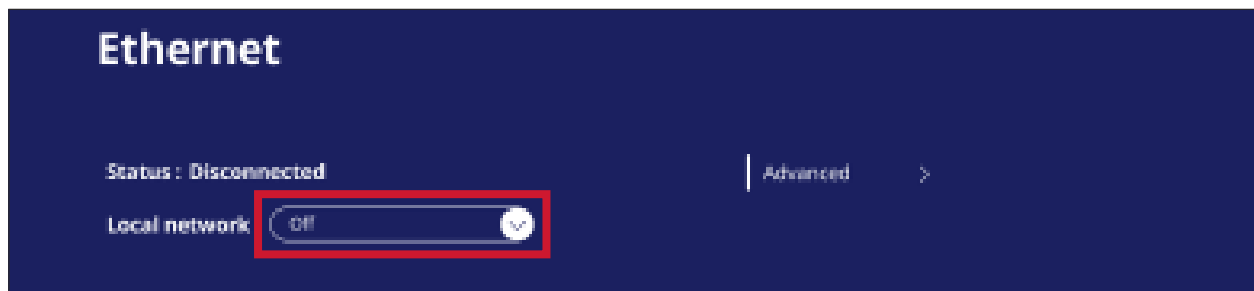 Ethernet
Status : Disconnected
Advanced
Local network
Off